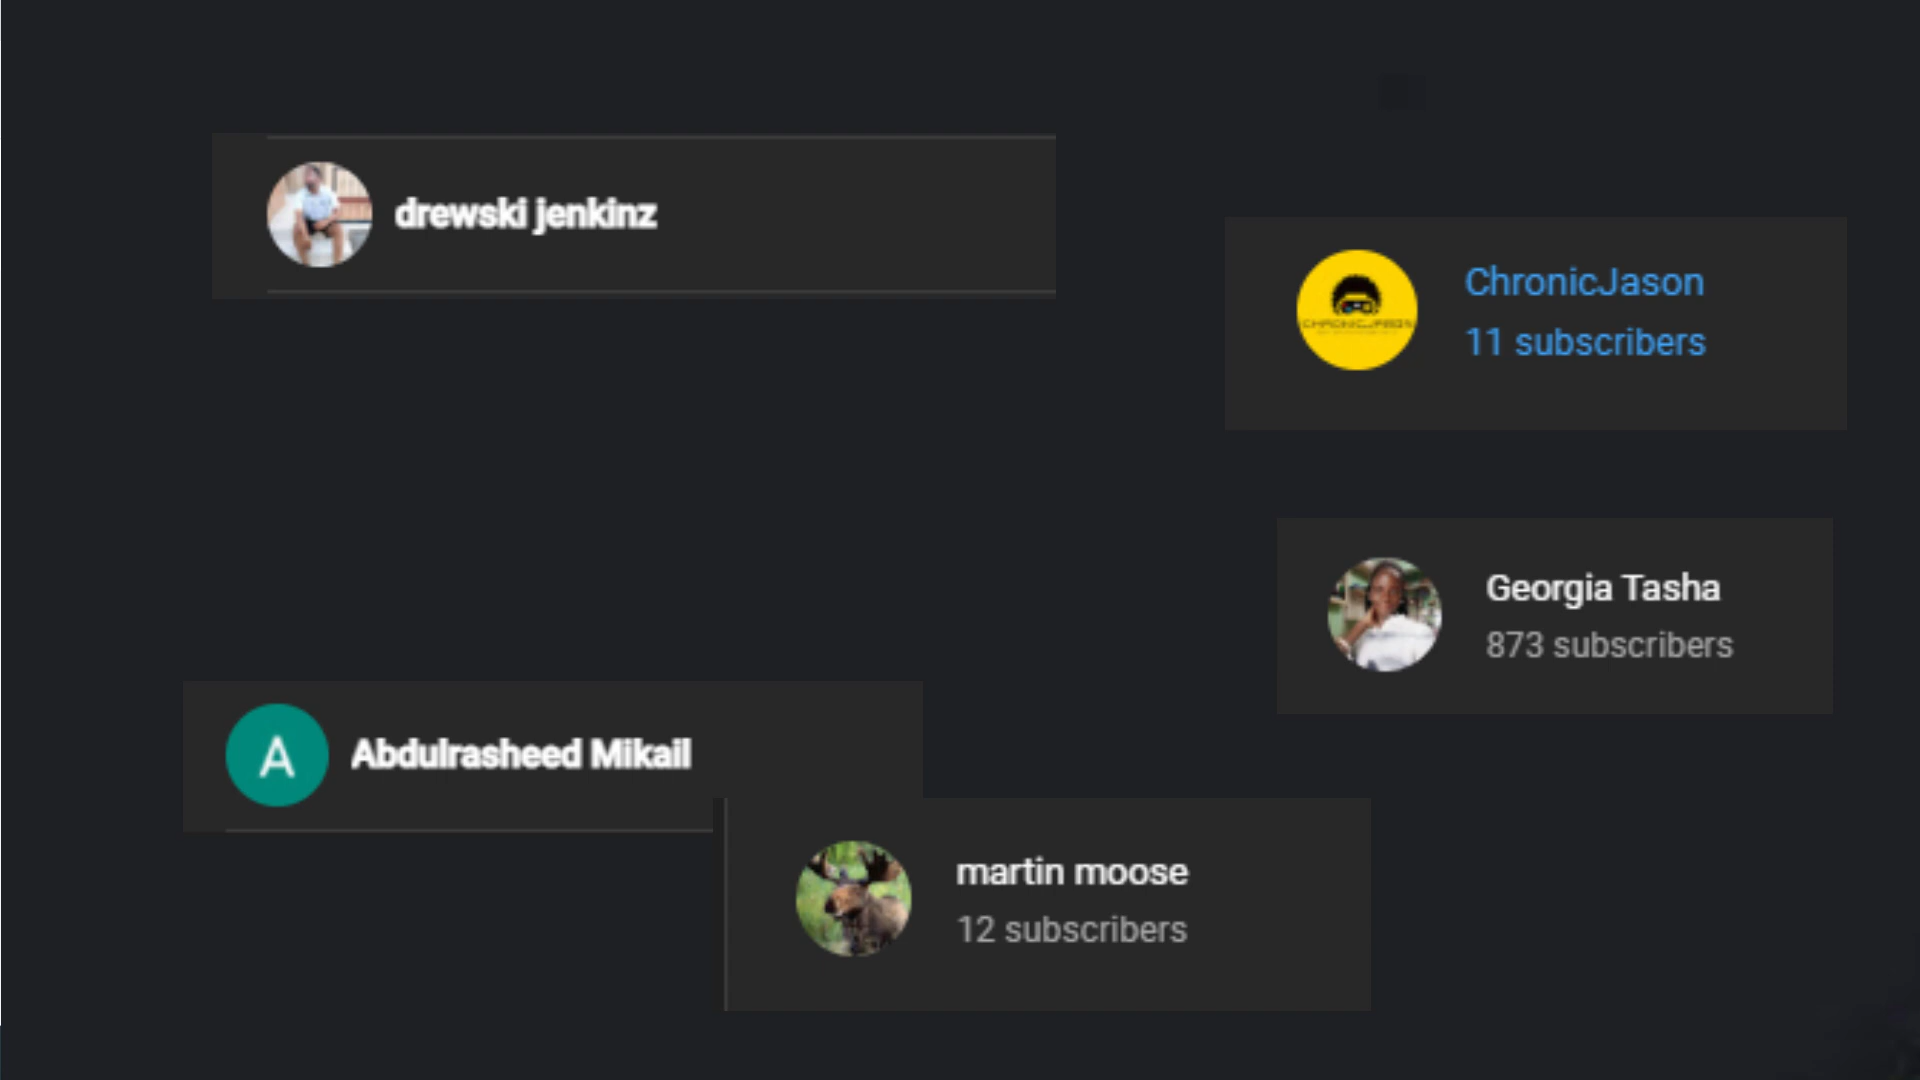 drewski jenkinz
ChronicJason
11 subscribers
Georgia Tasha
873 subscribers
A
Abdulrasheed Mikail
martin moose
12 subscribers